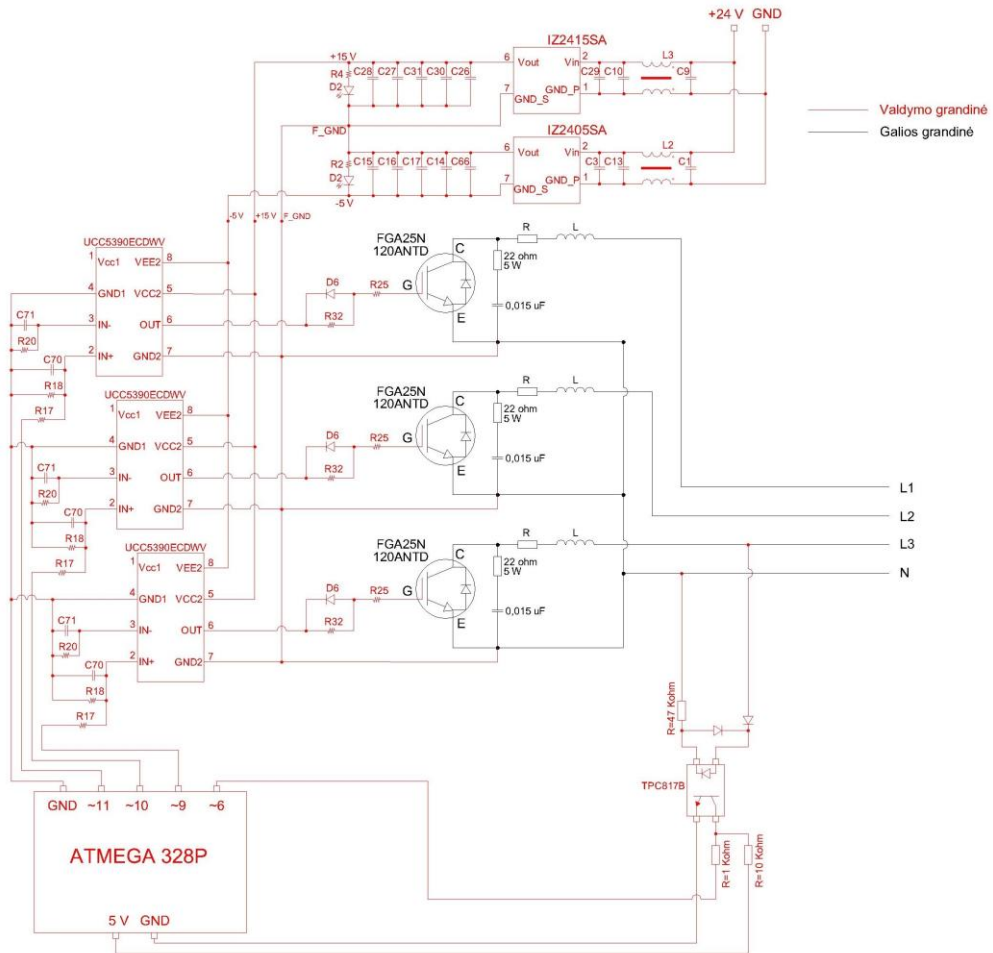 +24 V GND
IZ2415SA
+15 V
6 Vout Vin 2
L3
R4
C28 C27 C31 C30 C26
C29 C10 C9
D2
7 GND_S GND_P 1
F_GND
IZ2405SA
6 Vout Vin 2
L2
R2
C15 C16 C17 C14 C66
C3 C13 C1
D2
7 GND_S GND_P 1
-5 V
-5 V +15 V F_GND
Valdymo grandinė
Galios grandinė
UCC5390ECDWV
1 Vcc1 VEE2 8
4 GND1 VCC2 5
3 IN- OUT 6
2 IN+ GND2 7
C71
R20
C70
R18
R17
D6
R32
R25
FGA25N
120ANTD
C
G
E
R L
22 ohm
5 W
0,015 uF
UCC5390ECDWV
1 Vcc1 VEE2 8
4 GND1 VCC2 5
3 IN- OUT 6
2 IN+ GND2 7
C71
R20
C70
R18
R17
D6
R32
R25
FGA25N
120ANTD
C
G
E
R L
22 ohm
5 W
0,015 uF
UCC5390ECDWV
1 Vcc1 VEE2 8
4 GND1 VCC2 5
3 IN- OUT 6
2 IN+ GND2 7
C71
R20
C70
R18
R17
D6
R32
R25
FGA25N
120ANTD
C
G
E
R L
22 ohm
5 W
0,015 uF
L1
L2
L3
N
R=47 Kohm
TPC817B
R=1 Kohm
R=10 Kohm
GND ~11 ~10 ~9 ~6
ATMEGA 328P
5 V GND